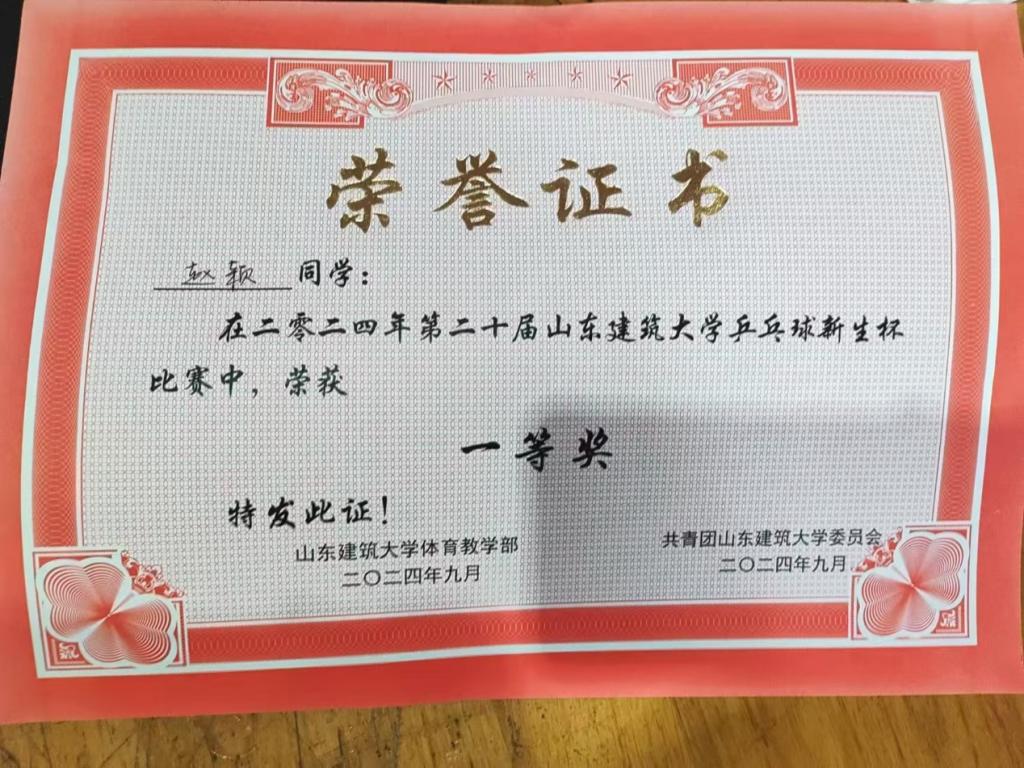 荣誉证书
赵颖 同学：
在二零二四年第二十届山东建筑大学乒乓球新生杯
比赛中，荣获
一等奖
特发此证！
山东建筑大学体育教学部
二〇二四年九月
共青团山东建筑大学委员会
二〇二四年九月